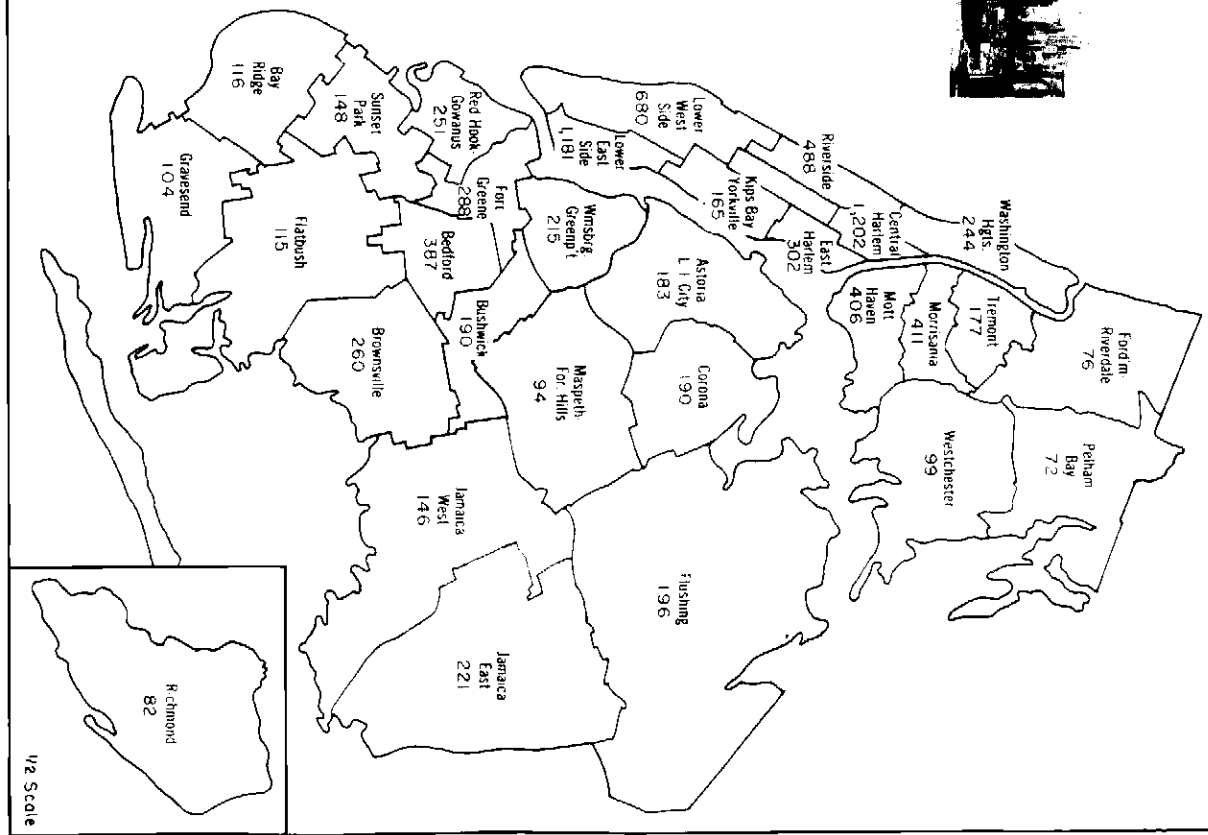 Ford'm-
Riverdale
76
Pelham
Bay
72
Washington
Hgts.
244
Tremont
177
Morrisania
411
Mott
Haven
406
Westchester
99
Riverside
488
Central
Harlem
1,202
East
Harlem
302
Lower
West
Side
680
Kips Bay
Yorkville
165
Lower
East
Side
1,181
Astoria
L I City
183
Corona
190
Flushing
196
Wmsbrg.
Greenp't
215
Maspeth-
For. Hills
94
Red Hook-
Gowanus
251
Fort
Greene
288
Bedford
387
Bushwick
190
Jamaica
West
146
Jamaica
East
221
Sunset
Park
148
Bay
Ridge
116
Flatbush
115
Brownsville
260
Gravesend
104
Richmond
82
1/2 Scale